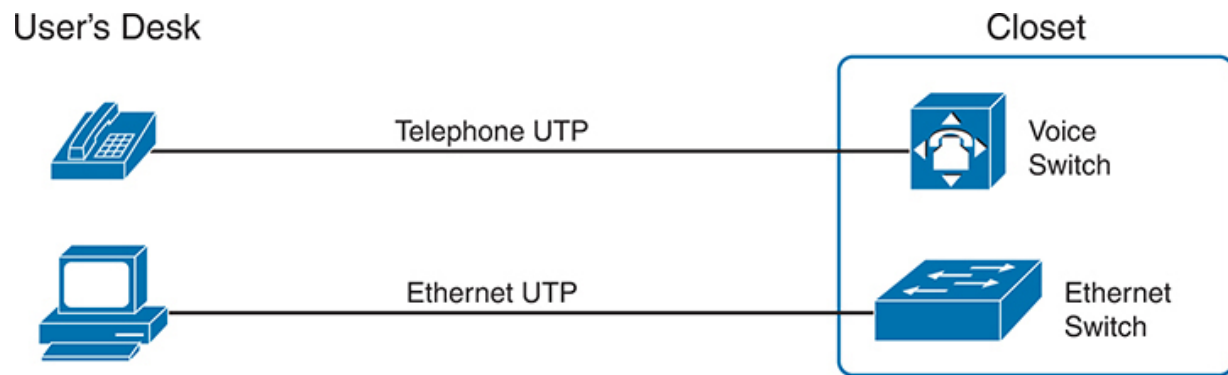 User's Desk
Closet
Telephone UTP
Voice
Switch
Ethernet UTP
Ethernet
Switch